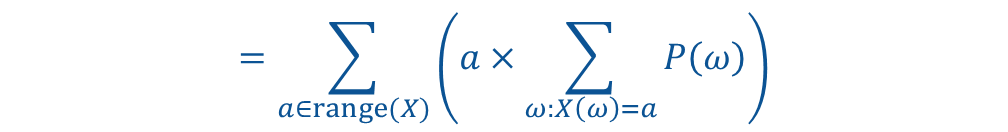 = ∑_{a∈range(X)} (a × ∑_{ω:X(ω)=a} P(ω))